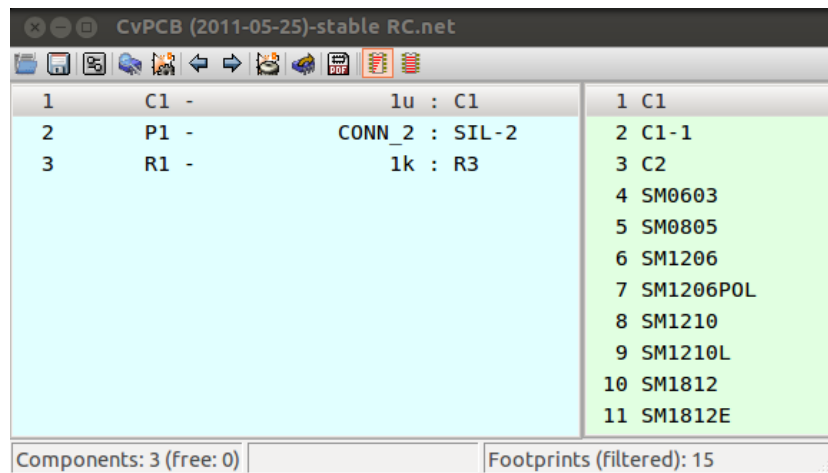 CvPCB (2011-05-25)-stable RC.net
PDF
1 C1 - 1u : C1
2 P1 - CONN_2 : SIL-2
3 R1 - 1k : R3
1 C1
2 C1-1
3 C2
4 SM0603
5 SM0805
6 SM1206
7 SM1206POL
8 SM1210
9 SM1210L
10 SM1812
11 SM1812E
Components: 3 (free: 0)
Footprints (filtered): 15